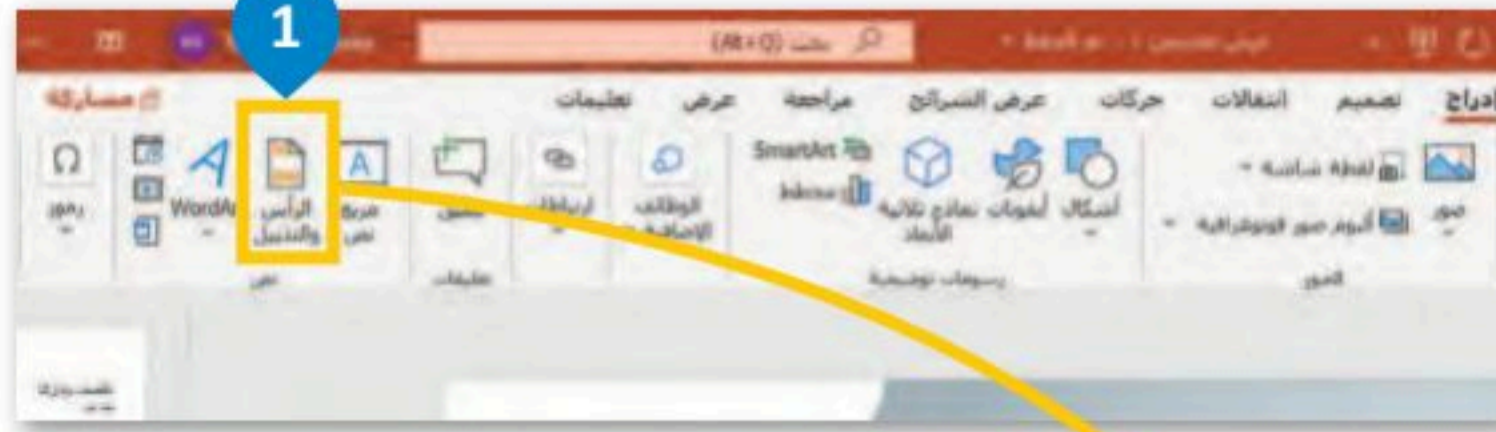 1
بحث (Alt+Q)
إدراج تصميم انتقالات حركات عرض الشرائح مراجعة عرض تعليمات مشاركة
صور
لقطة شاشة
ألبوم صور فوتوغرافية
الصور
أشكال
أيقونات
نماذج ثلاثية
الأبعاد
SmartArt
مخطط
رسومات توضيحية
الوظائف
الإضافية
ارتباطات
تعليق
تعليقات
مربع
نص
الرأس
والتذييل
نص
رموز